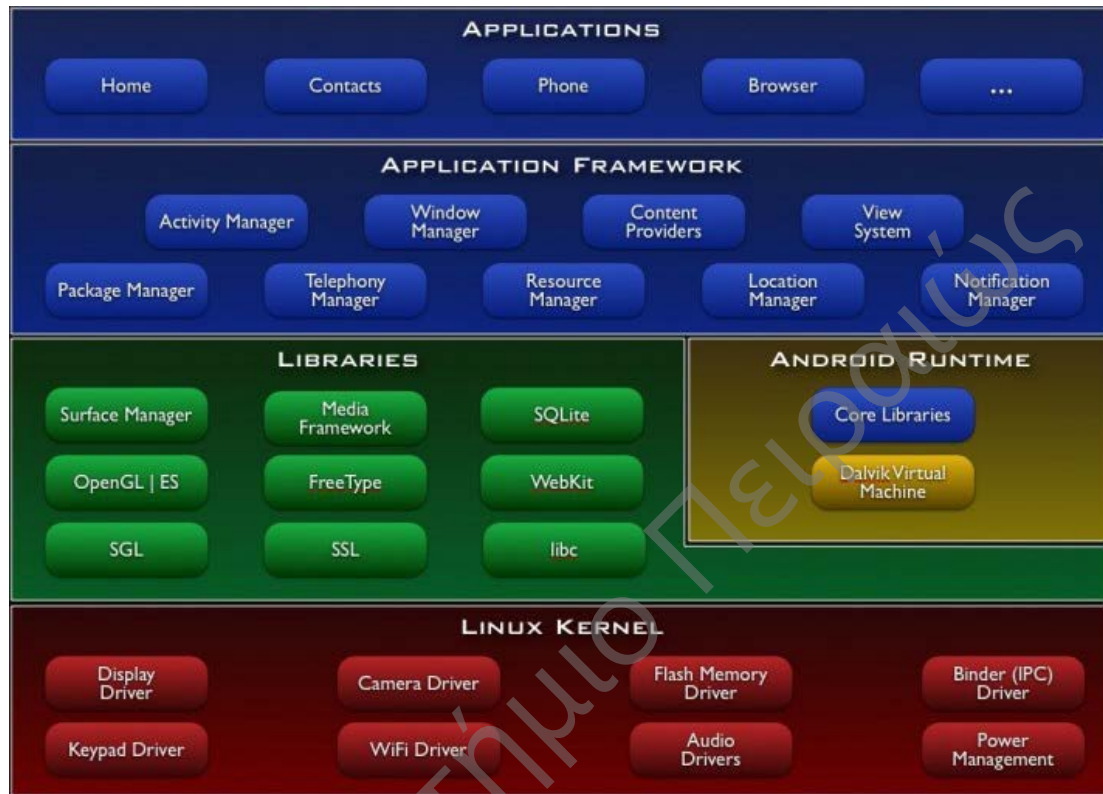 APPLICATIONS
Home
Contacts
Phone
Browser
...
APPLICATION FRAMEWORK
Activity Manager
Window
Manager
Content
Providers
View
System
Package Manager
Telephony
Manager
Resource
Manager
Location
Manager
Notification
Manager
LIBRARIES
Surface Manager
Media
Framework
SQLite
OpenGL | ES
FreeType
WebKit
SGL
SSL
libc
ANDROID RUNTIME
Core Libraries
Dalvik Virtual
Machine
LINUX KERNEL
Display
Driver
Camera Driver
Flash Memory
Driver
Binder (IPC)
Driver
Keypad Driver
WiFi Driver
Audio
Drivers
Power
Management
Πειραιώς